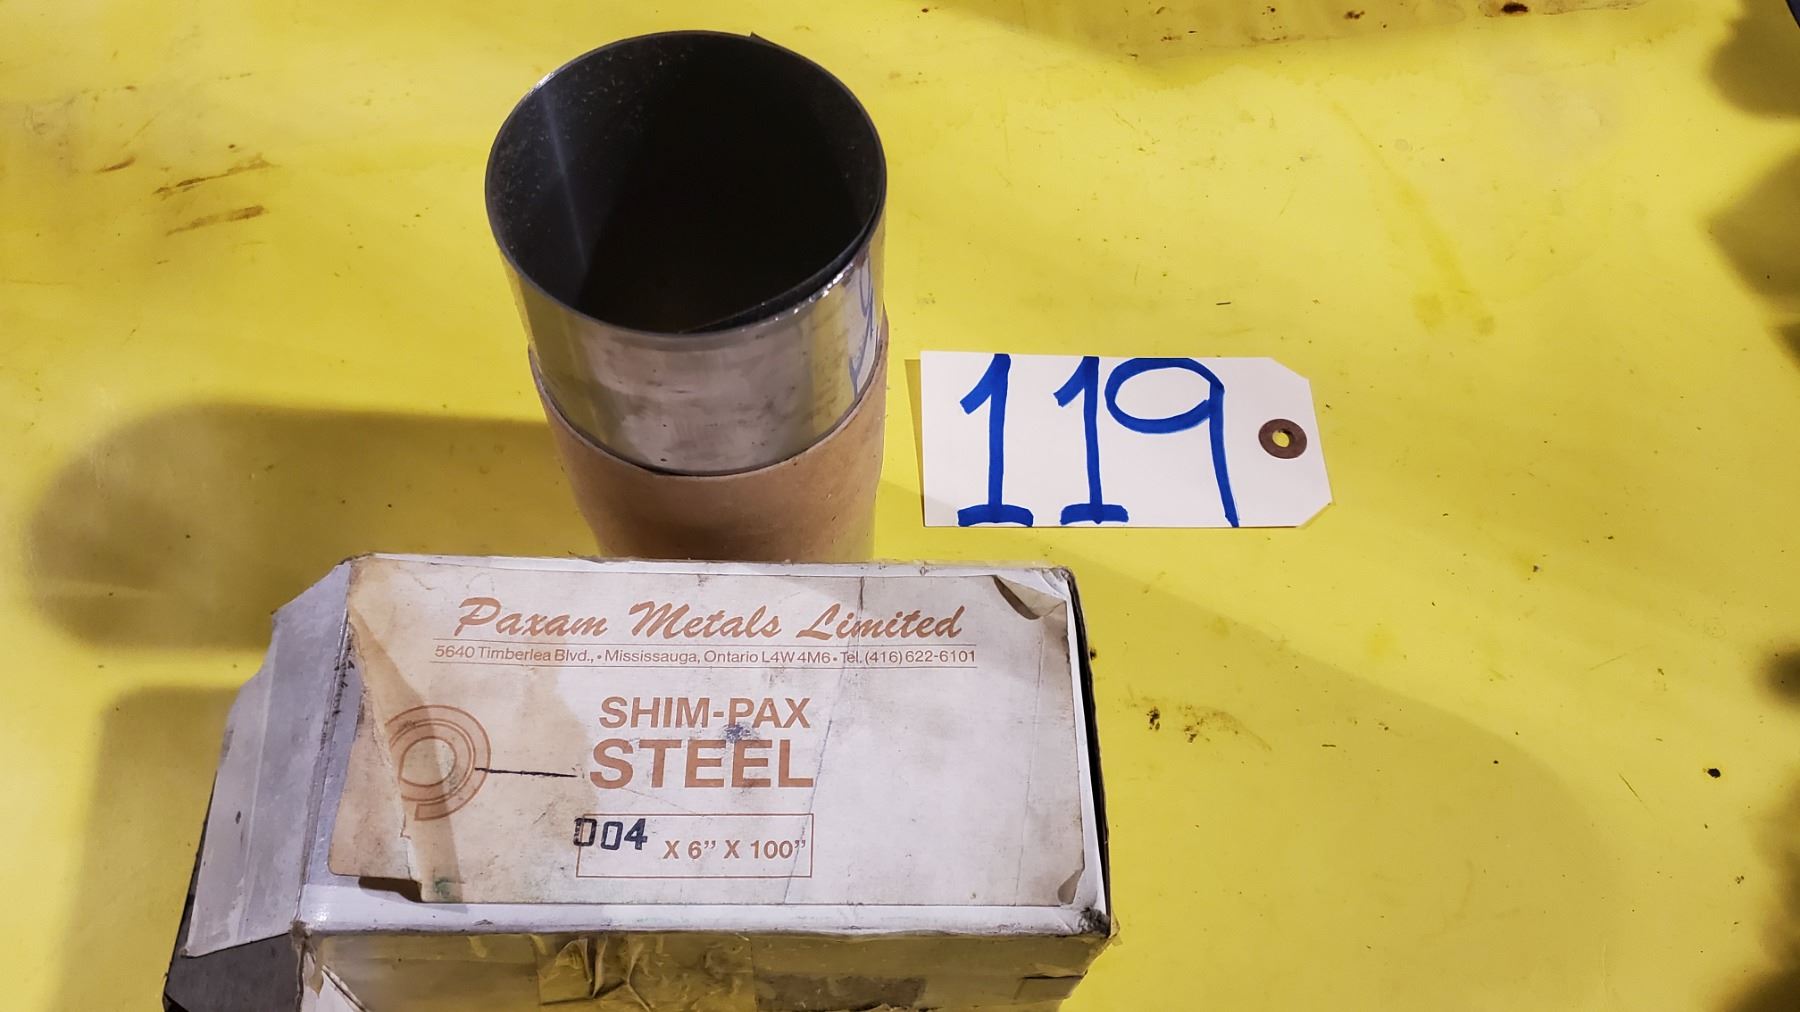 119
Paxam Metals Limited
5640 Timberlea Blvd., • Mississauga, Ontario L4W 4M6 • Tel. (416) 622-6101
SHIM-PAX
STEEL
004 X 6" X 100"